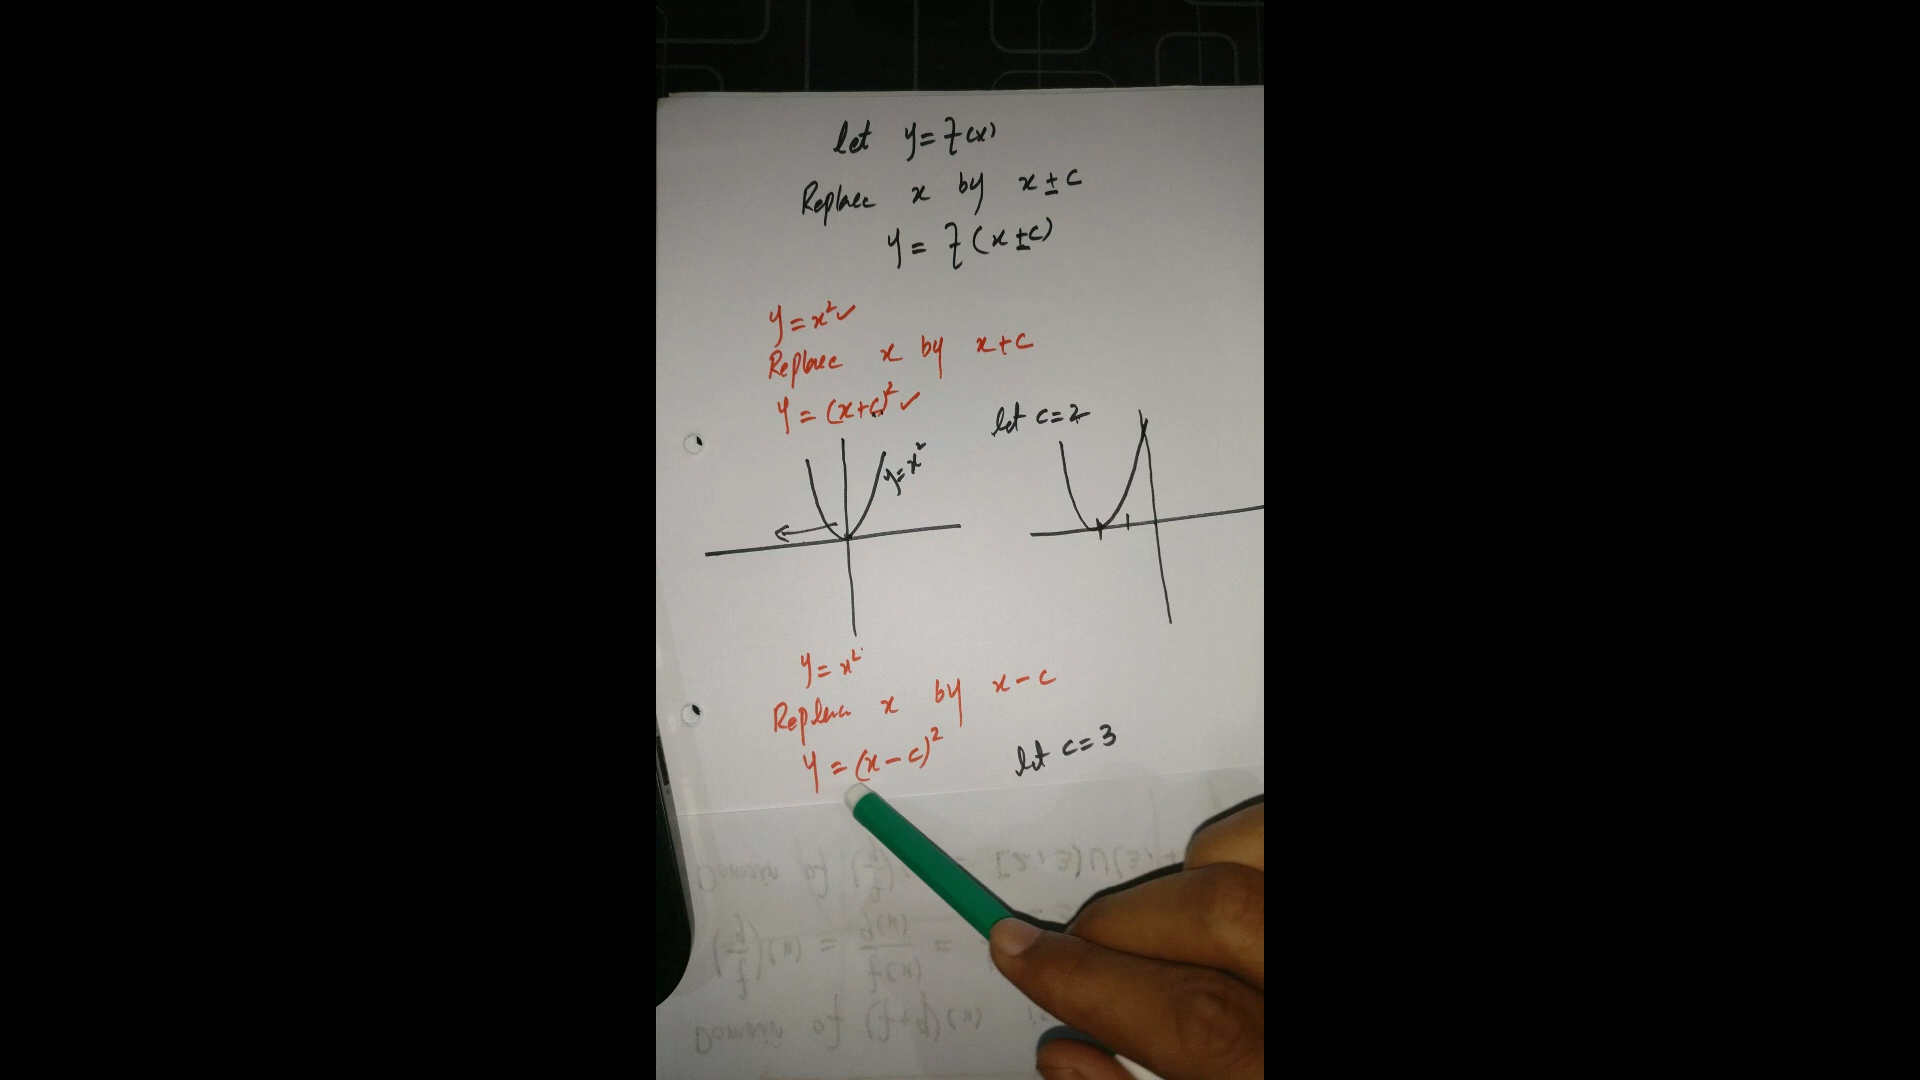 let y=f(x)
Replace x by x±c
y = f(x±c)
y=x²✓
Replace x by x+c
y = (x+c)²✓
let c=2
y=x²
y=x²
Replace x by x-c
y=(x-c)²
let c=3